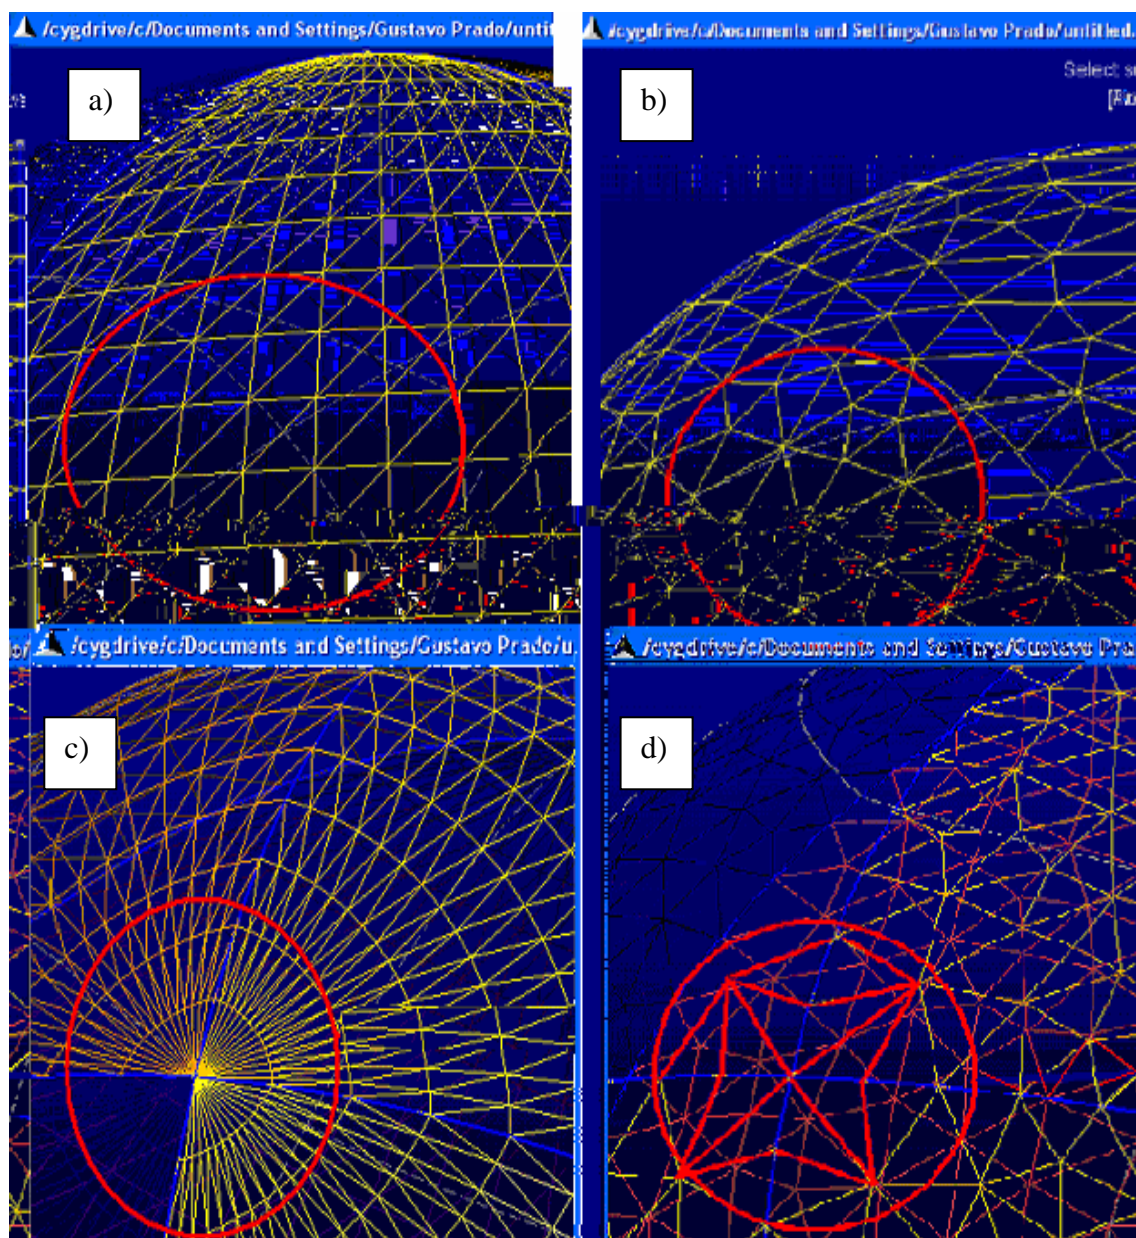 /cygdrive/c/Documents and Settings/Gustavo Prado/untit
a)
/cygdrive/c/Documents and Settings/Gustavo Prado/untitled.
Select
b)
/cygdrive/c/Documents and Settings/Gustavo Prado/u
c)
/cygdrive/c/Documents and Settings/Gustavo Pra
d)